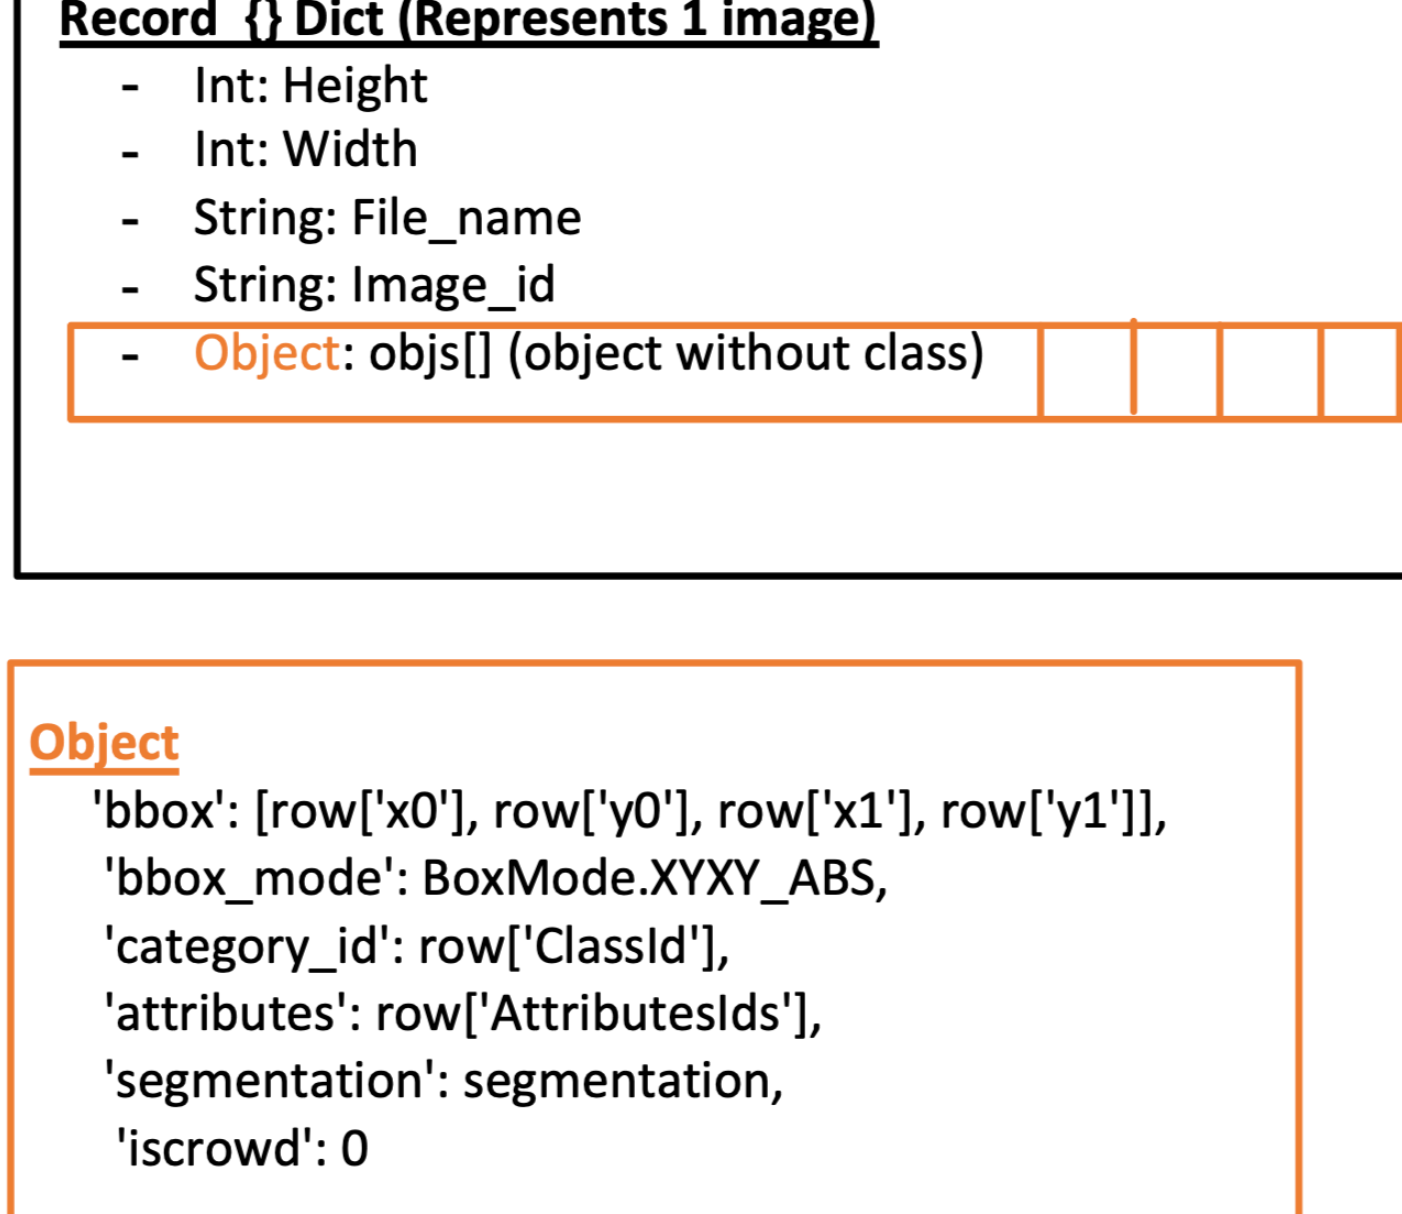 Record {} Dict (Represents 1 image)
- Int: Height
- Int: Width
- String: File_name
- String: Image_id
- Object: objs[] (object without class)
Object
'bbox': [row['x0'], row['y0'], row['x1'], row['y1']],
'bbox_mode': BoxMode.XYXY_ABS,
'category_id': row['ClassId'],
'attributes': row['AttributesIds'],
'segmentation': segmentation,
'iscrowd': 0